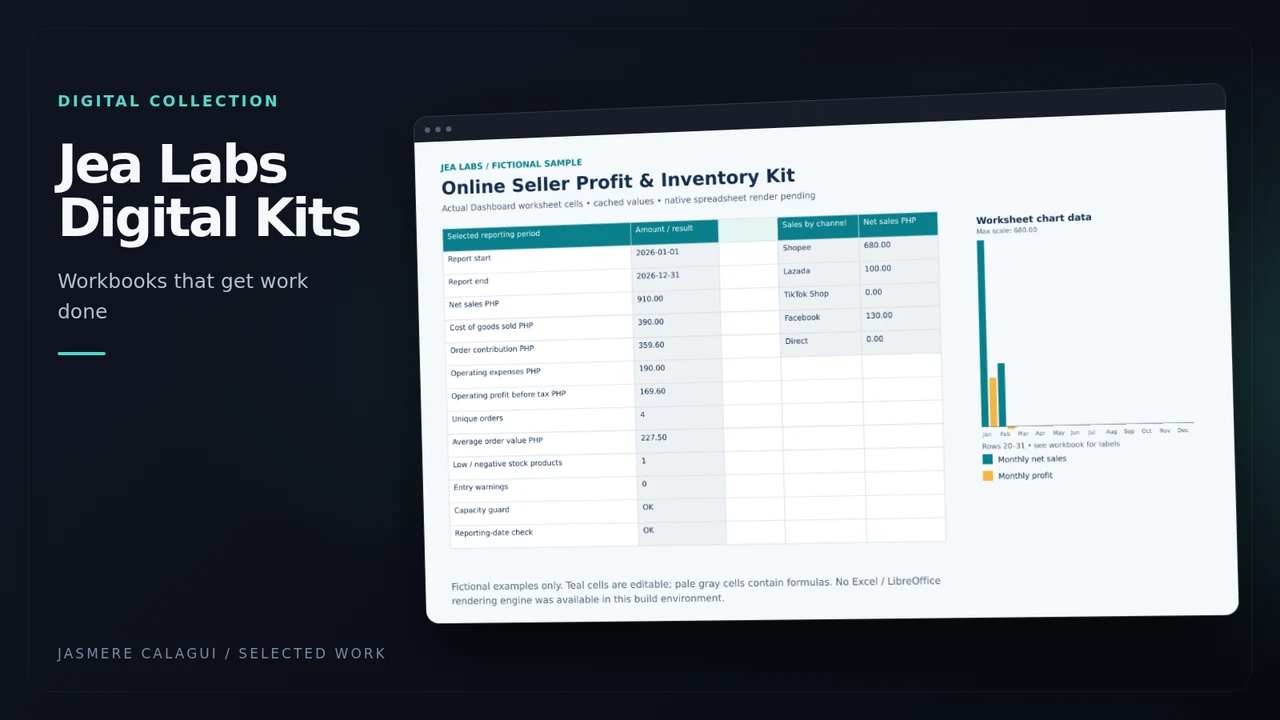 DIGITAL COLLECTION
Jea Labs
Digital Kits
Workbooks that get work
done
JASMERE CALAGUI / SELECTED WORK
JEA LABS / FICTIONAL SAMPLE
Online Seller Profit & Inventory Kit
Actual Dashboard worksheet cells • cached values • native spreadsheet render pending
Selected reporting period Amount / result Sales by channel Net sales PHP
Report start 2026-01-01 Shopee 680.00
Report end 2026-12-31 Lazada 100.00
Net sales PHP 910.00 TikTok Shop 0.00
Cost of goods sold PHP 390.00 Facebook 130.00
Order contribution PHP 359.60 Direct 0.00
Operating expenses PHP 190.00
Operating profit before tax PHP 169.60
Unique orders 4
Average order value PHP 227.50
Low / negative stock products 1
Entry warnings 0
Capacity guard OK
Reporting-date check OK
Worksheet chart data
Max scale: 680.00
Jan Feb Mar Apr May Jun Jul Aug Sep Oct Nov Dec
Rows 20–31 • see workbook for labels
Monthly net sales
Monthly profit
Fictional examples only. Teal cells are editable; pale gray cells contain formulas. No Excel / LibreOffice
rendering engine was available in this build environment.